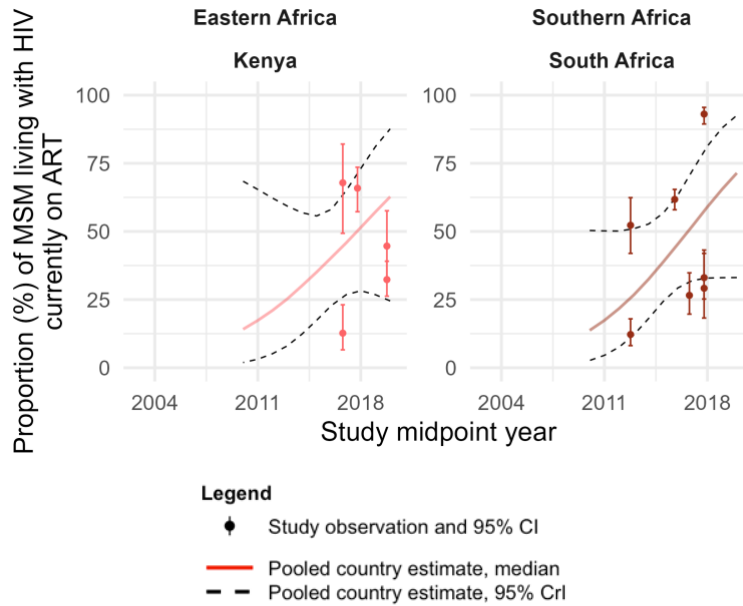 Eastern Africa
Southern Africa
Kenya
South Africa
Proportion (%) of MSM living with HIV
currently on ART
100
75
50
25
0
100
75
50
25
0
2004
2011
2018
2004
2011
2018
Study midpoint year
Legend
Study observation and 95% CI
Pooled country estimate, median
Pooled country estimate, 95% CrI